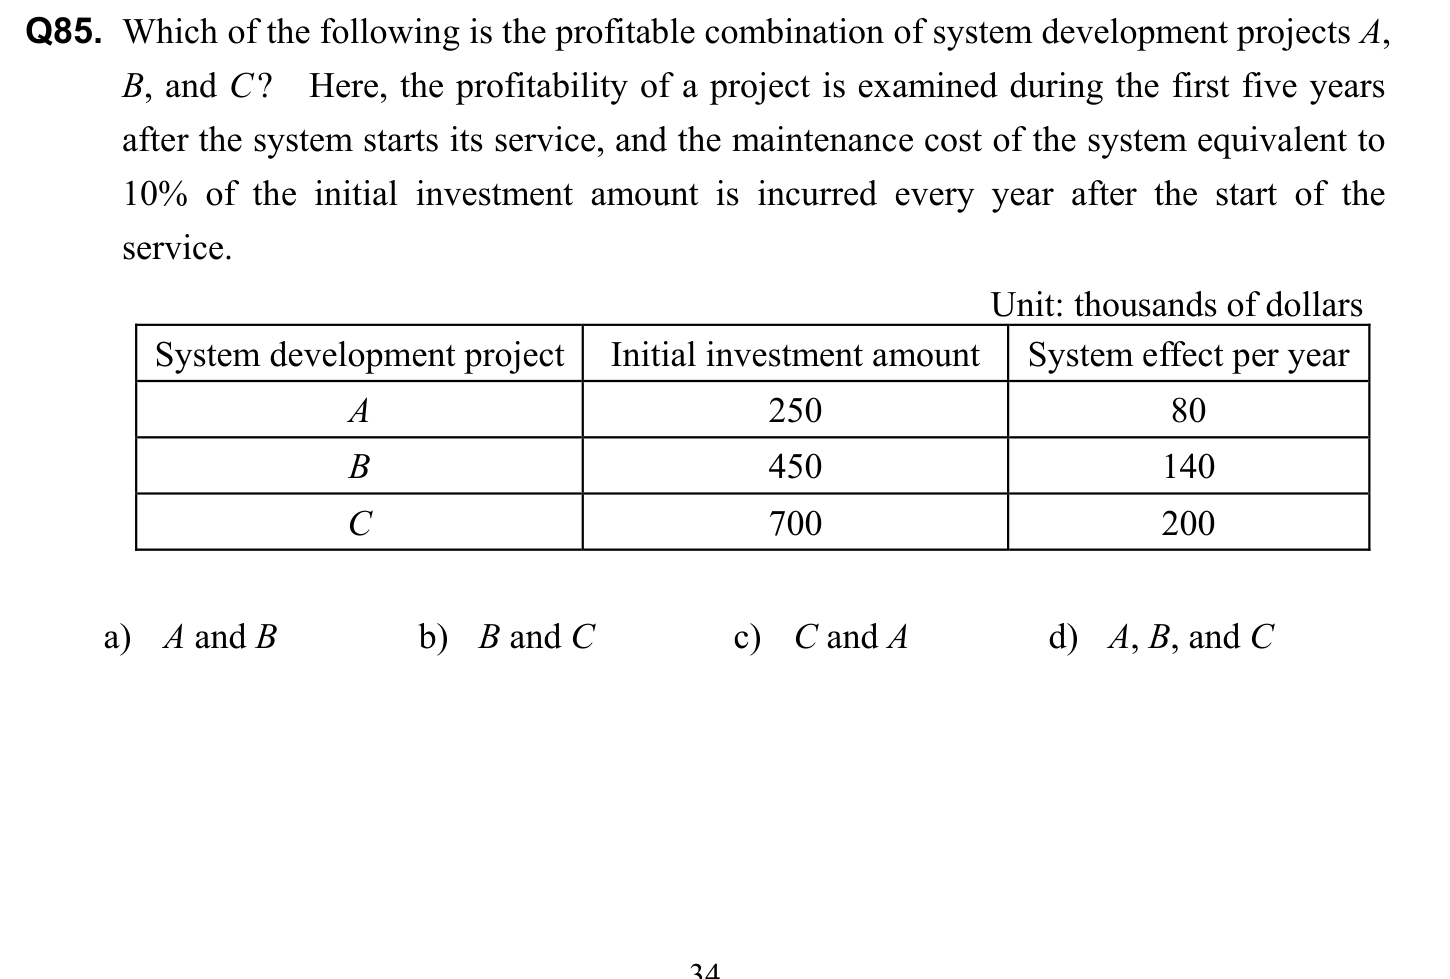 Q85. Which of the following is the profitable combination of system development projects A,
B, and C? Here, the profitability of a project is examined during the first five years
after the system starts its service, and the maintenance cost of the system equivalent to
10% of the initial investment amount is incurred every year after the start of the
service.
Unit: thousands of dollars
System development project Initial investment amount System effect per year
A 250 80
B 450 140
C 700 200
a) A and B b) B and C c) C and A d) A, B, and C
34